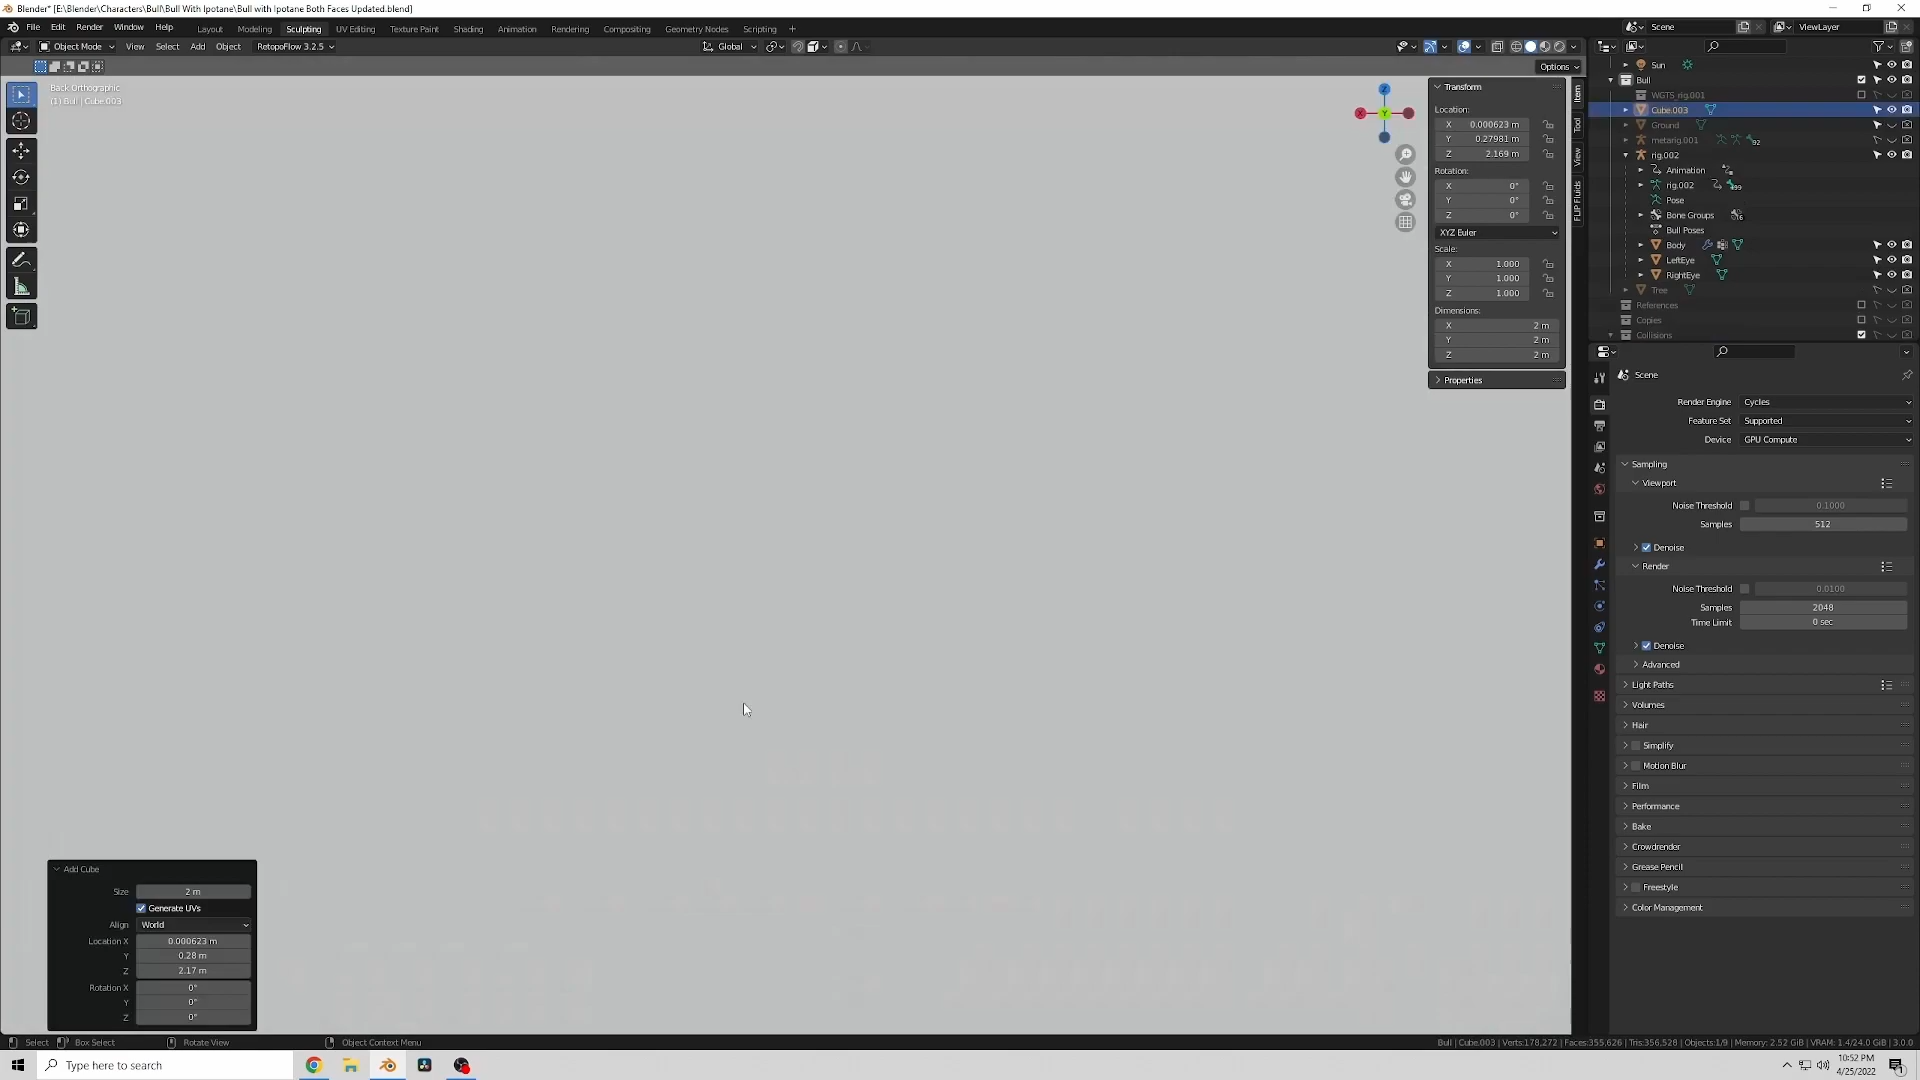 Blender* [E:\Blender\Characters\Bull\Bull With Ipotane\Bull with Ipotane Both Faces Updated.blend]
File Edit Render Window Help Layout Modeling Sculpting UV Editing Texture Paint Shading Animation Rendering Compositing Geometry Nodes Scripting + Scene ViewLayer
Object Mode View Select Add Object RetopoFlow 3.2.5 Global
Options
Back Orthographic
(1) Bull | Cube.003
Z
X
Y
Item
Tool
View
FLIP Fluids
Transform
Location:
X 0.000623 m
Y 0.27981 m
Z 2.169 m
Rotation:
X 0°
Y 0°
Z 0°
XYZ Euler
Scale:
X 1.000
Y 1.000
Z 1.000
Dimensions:
X 2 m
Y 2 m
Z 2 m
Properties
Sun
Bull
WGTS_rig.001
Cube.003
Ground
metarig.001 92
rig.002
Animation
rig.002
Pose
Bone Groups 16
Bull Poses
Body
LeftEye
RightEye
Tree
References
Copies
Collisions
Scene
Render Engine Cycles
Feature Set Supported
Device GPU Compute
Sampling
Viewport
Noise Threshold 0.1000
Samples 512
Denoise
Render
Noise Threshold 0.0100
Samples 2048
Time Limit 0 sec
Denoise
Advanced
Light Paths
Volumes
Hair
Simplify
Motion Blur
Film
Performance
Bake
Crowdrender
Grease Pencil
Freestyle
Color Management
Add Cube
Size 2 m
Generate UVs
Align World
Location X 0.000623 m
Y 0.28 m
Z 2.17 m
Rotation X 0°
Y 0°
Z 0°
Select Box Select Rotate View Object Context Menu
Bull | Cube.003 | Verts:178,272 | Faces:355,626 | Tris:356,528 | Objects:1/9 | Memory: 2.52 GiB | VRAM: 1.4/24.0 GiB | 3.0.0
Type here to search
10:52 PM
4/25/2022